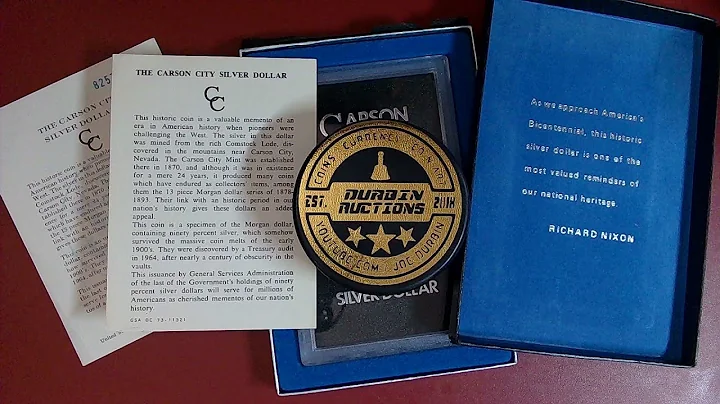 825
THE CARSON CITY
SILVER DOLLAR
CC
This historic coin is a valuab
THE CARSON CITY SILVER DOLLAR
CC
This historic coin is a valuable memento of an
era in American history when pioneers were
challenging the West. The silver in this dollar
was mined from the rich Comstock Lode, dis-
covered in the mountains near Carson City,
Nevada. The Carson City Mint was established
there in 1870, and although it was in existence
for a mere 24 years, it produced many coins
which have endured as collectors items, among
them the 13 piece Morgan dollar series of 1878-
1893. Their link with an historic period in our
nation's history gives these dollars an added
appeal.
This coin is a specimen of the Morgan dollar,
containing ninety percent silver, which somehow
survived the massive coin melts of the early
1900's. They were discovered by a Treasury audit
in 1964, after nearly a century of obscurity in the
vaults.
This issuance by General Services Administration
of the last of the Government's holdings of ninety
percent silver dollars will serve for millions of
Americans as cherished mementos of our nation's
history.
GSA DC 73-11321
United
CARSON
SILVER DOLLAR
COINS CURRENCY
DURBIN
AUCTIONS
EST.
JOE DURBIN
As we approach America's
Bicentennial, this historic
silver dollar is one of the
most valued reminders of
our national heritage.
RICHARD NIXON